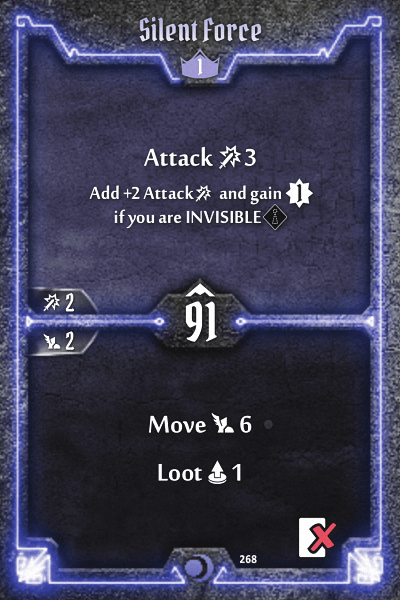 Silent Force
1
Attack 3
Add +2 Attack and gain 1
if you are INVISIBLE
2
91
2
Move 6
Loot 1
268